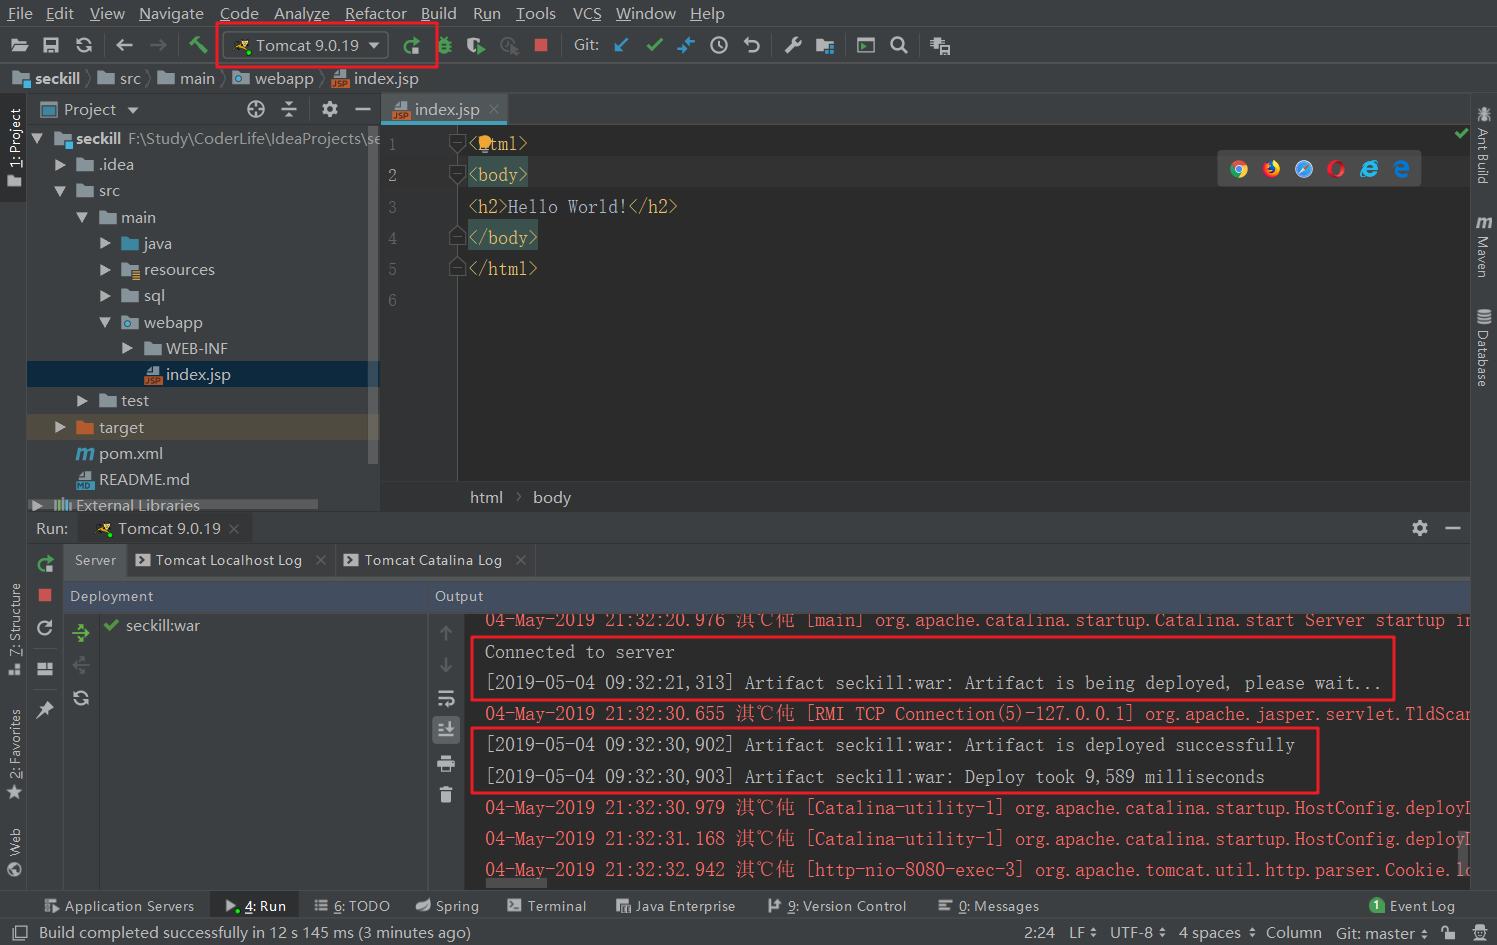 File Edit View Navigate Code Analyze Refactor Build Run Tools VCS Window Help
Tomcat 9.0.19 Git:
seckill src main webapp index.jsp
Project
index.jsp
1: Project
seckill F:\Study\CoderLife\IdeaProjects\se
.idea
src
main
java
resources
sql
webapp
WEB-INF
index.jsp
test
target
pom.xml
README.md
External Libraries
1 <html>
2 <body>
3 <h2>Hello World!</h2>
4 </body>
5 </html>
6
html body
Ant Build
Maven
Database
Run: Tomcat 9.0.19
Server Tomcat Localhost Log Tomcat Catalina Log
Deployment Output
seckill:war
04-May-2019 21:32:20.976 淇℃伅 [main] org.apache.catalina.startup.Catalina.start Server startup in
Connected to server
[2019-05-04 09:32:21,313] Artifact seckill:war: Artifact is being deployed, please wait...
04-May-2019 21:32:30.655 淇℃伅 [RMI TCP Connection(5)-127.0.0.1] org.apache.jasper.servlet.TldScan
[2019-05-04 09:32:30,902] Artifact seckill:war: Artifact is deployed successfully
[2019-05-04 09:32:30,903] Artifact seckill:war: Deploy took 9,589 milliseconds
04-May-2019 21:32:30.979 淇℃伅 [Catalina-utility-1] org.apache.catalina.startup.HostConfig.deployD
04-May-2019 21:32:31.168 淇℃伅 [Catalina-utility-1] org.apache.catalina.startup.HostConfig.deployD
04-May-2019 21:32:32.942 淇℃伅 [http-nio-8080-exec-3] org.apache.tomcat.util.http.parser.Cookie.lo
7: Structure
2: Favorites
Web
Application Servers 4: Run 6: TODO Spring Terminal Java Enterprise 9: Version Control 0: Messages 1 Event Log
Build completed successfully in 12 s 145 ms (3 minutes ago) 2:24 LF UTF-8 4 spaces Column Git: master